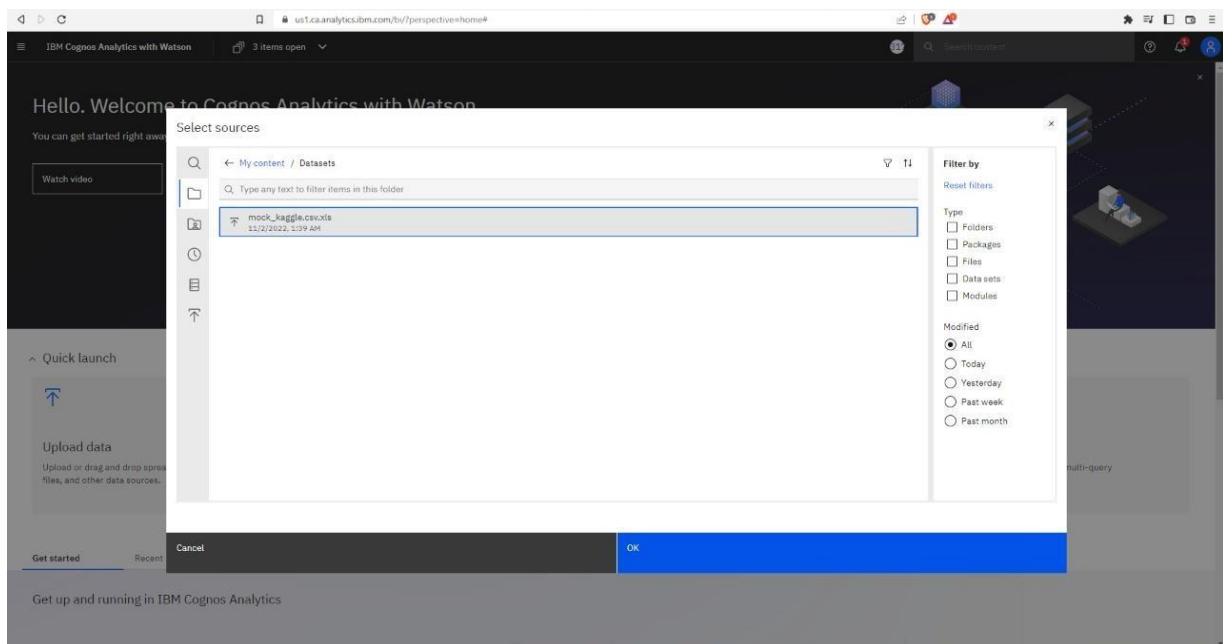 us1.ca.analytics.ibm.com/bi/?perspective=home#
IBM Cognos Analytics with Watson
3 items open
Search content
Hello. Welcome to Cognos Analytics with Watson
You can get started right away
Watch video
Select sources
My content / Datasets
Type any text to filter items in this folder
mock_kaggle.csv.xls
11/2/2022, 1:39 AM
Filter by
Reset filters
Type
Folders
Packages
Files
Data sets
Modules
Modified
All
Today
Yesterday
Past week
Past month
Cancel
OK
Quick launch
Upload data
Upload or drag and drop sprea
files, and other data sources.
multi-query
Get started
Recent
Get up and running in IBM Cognos Analytics